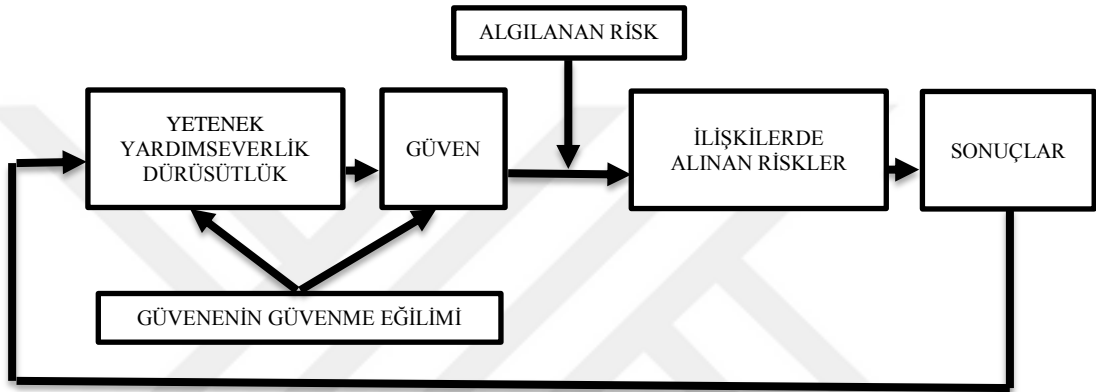 ALGILANAN RİSK
YETENEK
YARDIMSEVERLİK
DÜRÜSÜTLÜK
GÜVEN
İLİŞKİLERDE
ALINAN RİSKLER
SONUÇLAR
GÜVENENİN GÜVENME EĞİLİMİ